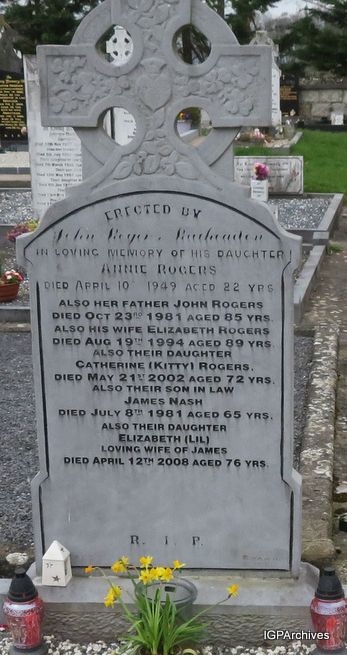 ERECTED BY
John Rogers,
IN LOVING MEMORY OF HIS DAUGHTER
ANNIE ROGERS
DIED APRIL 10TH 1949 AGED 22 YRS
ALSO HER FATHER JOHN ROGERS
DIED OCT 23RD 1981 AGED 85 YRS.
ALSO HIS WIFE ELIZABETH ROGERS
DIED AUG 19TH 1994 AGED 89 YRS.
ALSO THEIR DAUGHTER
CATHERINE (KITTY) ROGERS.
DIED MAY 21ST 2002 AGED 72 YRS.
ALSO THEIR SON IN LAW
JAMES NASH
DIED JULY 8TH 1981 AGED 65 YRS.
ALSO THEIR DAUGHTER
ELIZABETH (LIL)
LOVING WIFE OF JAMES
DIED APRIL 12TH 2008 AGED 76 YRS.
R. I. P.
IGPArchives